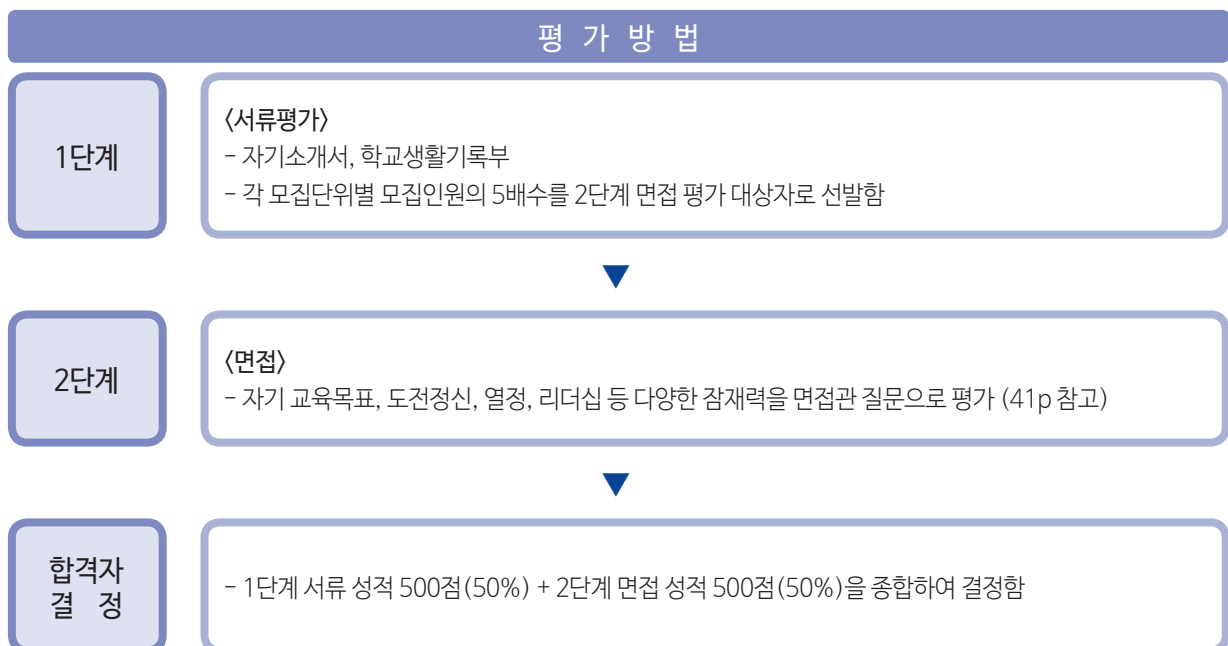 평 가 방 법
1단계
〈서류평가〉
- 자기소개서, 학교생활기록부
- 각 모집단위별 모집인원의 5배수를 2단계 면접 평가 대상자로 선발함
2단계
〈면접〉
- 자기 교육목표, 도전정신, 열정, 리더십 등 다양한 잠재력을 면접관 질문으로 평가 (41p 참고)
합격자
결 정
- 1단계 서류 성적 500점(50%) + 2단계 면접 성적 500점(50%)을 종합하여 결정함